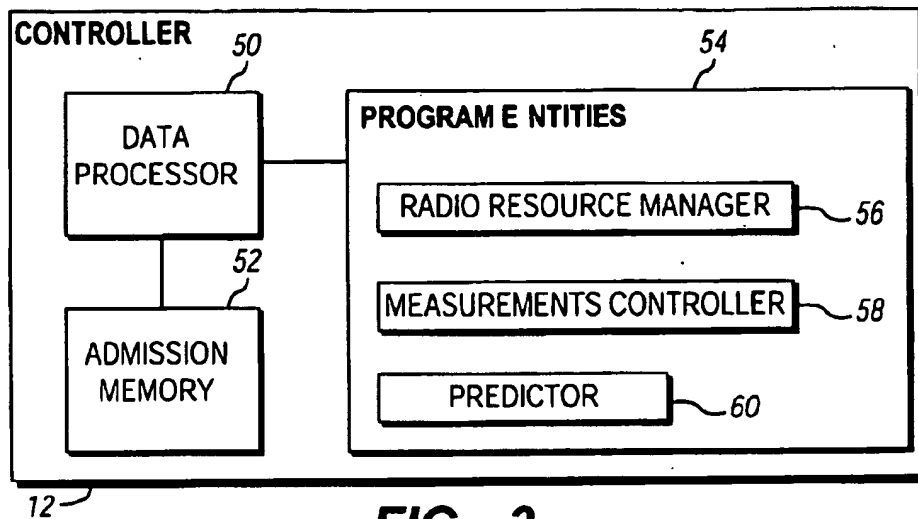 CONTROLLER
50
DATA
PROCESSOR
52
ADMISSION
MEMORY
54
PROGRAM E NTITIES
RADIO RESOURCE MANAGER
56
MEASUREMENTS CONTROLLER
58
PREDICTOR
60
12